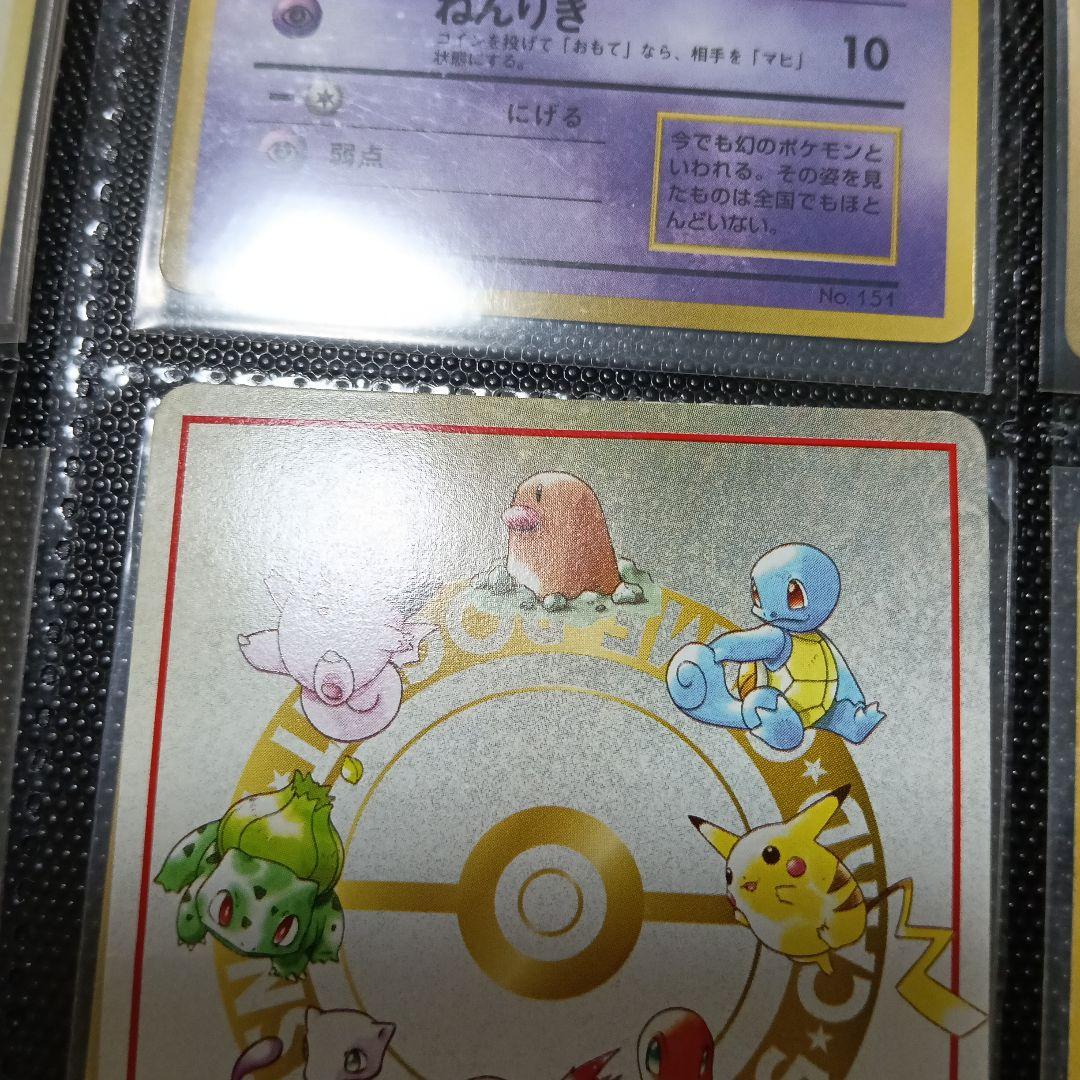 ねんりき
コインを投げて「おもて」なら、相手を「マヒ」
状態にする。
10
にげる
弱点
今でも幻のポケモンと
いわれる。その姿を見
たものは全国でもほと
んどいない。
No. 151